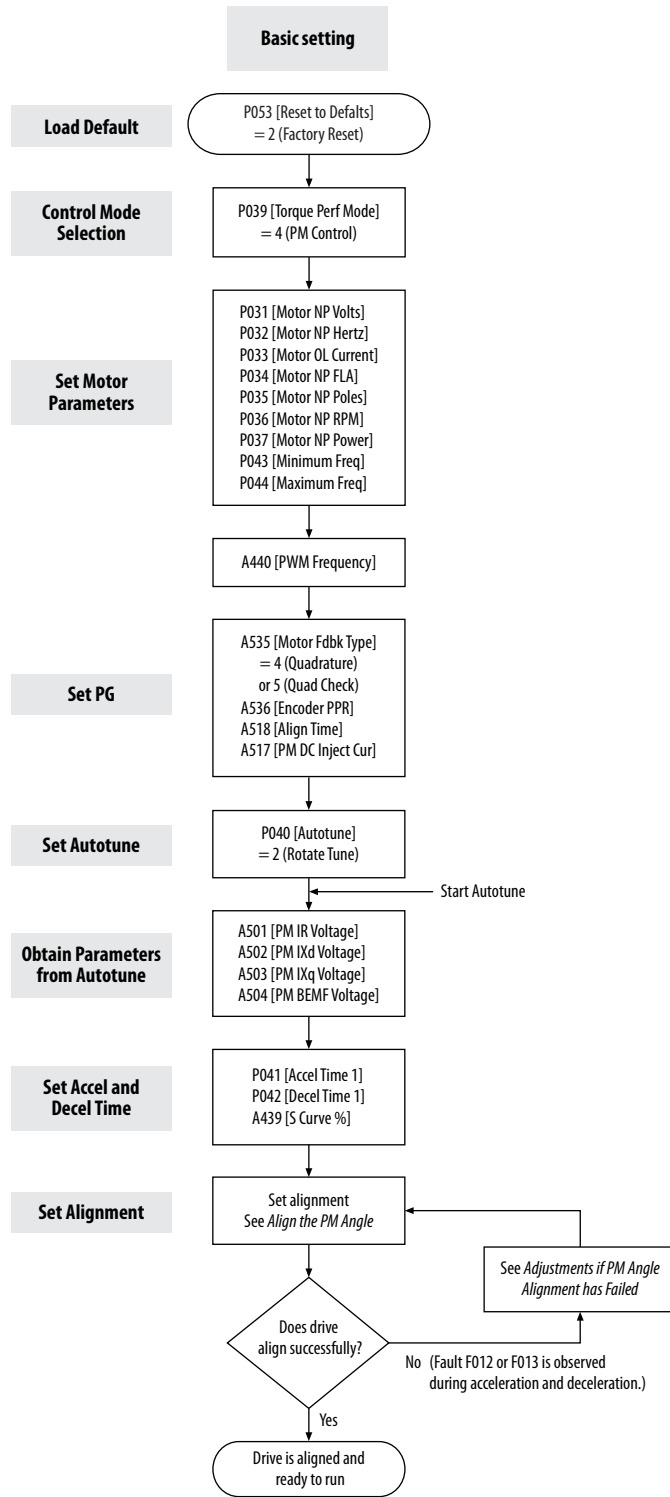 Basic setting
Load Default
P053 [Reset to Defalts]
= 2 (Factory Reset)
Control Mode
Selection
P039 [Torque Perf Mode]
= 4 (PM Control)
Set Motor
Parameters
P031 [Motor NP Volts]
P032 [Motor NP Hertz]
P033 [Motor OL Current]
P034 [Motor NP FLA]
P035 [Motor NP Poles]
P036 [Motor NP RPM]
P037 [Motor NP Power]
P043 [Minimum Freq]
P044 [Maximum Freq]
A440 [PWM Frequency]
Set PG
A535 [Motor Fdbk Type]
= 4 (Quadrature)
or 5 (Quad Check)
A536 [Encoder PPR]
A518 [Align Time]
A517 [PM DC Inject Cur]
Set Autotune
P040 [Autotune]
= 2 (Rotate Tune)
Start Autotune
Obtain Parameters
from Autotune
A501 [PM IR Voltage]
A502 [PM IXd Voltage]
A503 [PM IXq Voltage]
A504 [PM BEMF Voltage]
Set Accel and
Decel Time
P041 [Accel Time 1]
P042 [Decel Time 1]
A439 [S Curve %]
Set Alignment
Set alignment
See Align the PM Angle
See Adjustments if PM Angle
Alignment has Failed
Does drive
align successfully?
No (Fault F012 or F013 is observed
during acceleration and deceleration.)
Yes
Drive is aligned and
ready to run